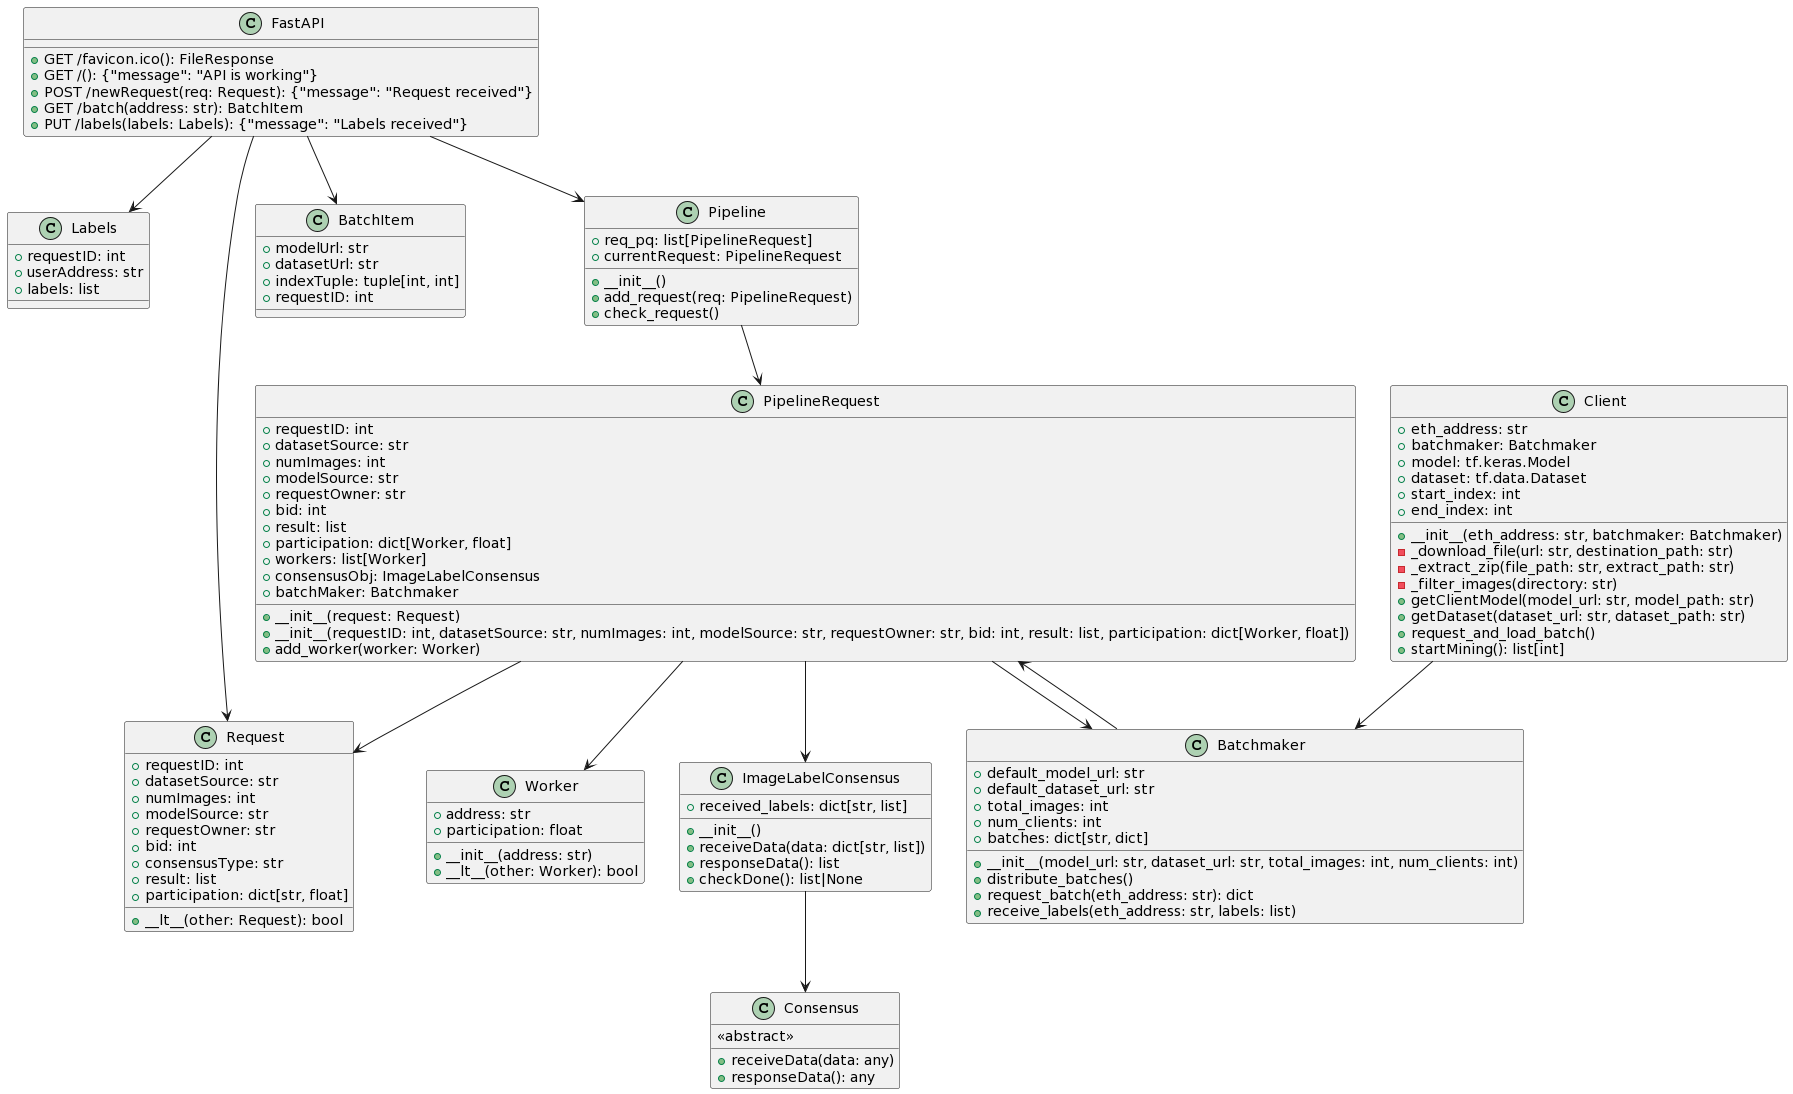 C FastAPI
GET /favicon.ico(): FileResponse
GET /(): {"message": "API is working"}
POST /newRequest(req: Request): {"message": "Request received"}
GET /batch(address: str): BatchItem
PUT /labels(labels: Labels): {"message": "Labels received"}
C Labels
requestID: int
userAddress: str
labels: list
C BatchItem
modelUrl: str
datasetUrl: str
indexTuple: tuple[int, int]
requestID: int
C Pipeline
req_pq: list[PipelineRequest]
currentRequest: PipelineRequest
__init__()
add_request(req: PipelineRequest)
check_request()
C PipelineRequest
requestID: int
datasetSource: str
numImages: int
modelSource: str
requestOwner: str
bid: int
result: list
participation: dict[Worker, float]
workers: list[Worker]
consensusObj: ImageLabelConsensus
batchMaker: Batchmaker
__init__(request: Request)
__init__(requestID: int, datasetSource: str, numImages: int, modelSource: str, requestOwner: str, bid: int, result: list, participation: dict[Worker, float])
add_worker(worker: Worker)
C Client
eth_address: str
batchmaker: Batchmaker
model: tf.keras.Model
dataset: tf.data.Dataset
start_index: int
end_index: int
__init__(eth_address: str, batchmaker: Batchmaker)
_download_file(url: str, destination_path: str)
_extract_zip(file_path: str, extract_path: str)
_filter_images(directory: str)
getClientModel(model_url: str, model_path: str)
getDataset(dataset_url: str, dataset_path: str)
request_and_load_batch()
startMining(): list[int]
C Request
requestID: int
datasetSource: str
numImages: int
modelSource: str
requestOwner: str
bid: int
consensusType: str
result: list
participation: dict[str, float]
__lt__(other: Request): bool
C Worker
address: str
participation: float
__init__(address: str)
__lt__(other: Worker): bool
C ImageLabelConsensus
received_labels: dict[str, list]
__init__()
receiveData(data: dict[str, list])
responseData(): list
checkDone(): list|None
C Batchmaker
default_model_url: str
default_dataset_url: str
total_images: int
num_clients: int
batches: dict[str, dict]
__init__(model_url: str, dataset_url: str, total_images: int, num_clients: int)
distribute_batches()
request_batch(eth_address: str): dict
receive_labels(eth_address: str, labels: list)
C Consensus
«abstract»
receiveData(data: any)
responseData(): any